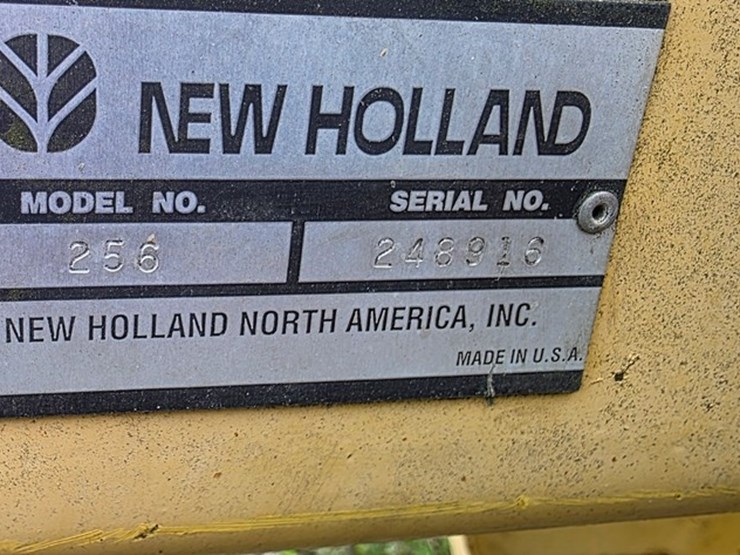 NEW HOLLAND
MODEL NO. SERIAL NO.
256 248916
NEW HOLLAND NORTH AMERICA, INC.
MADE IN U.S.A.